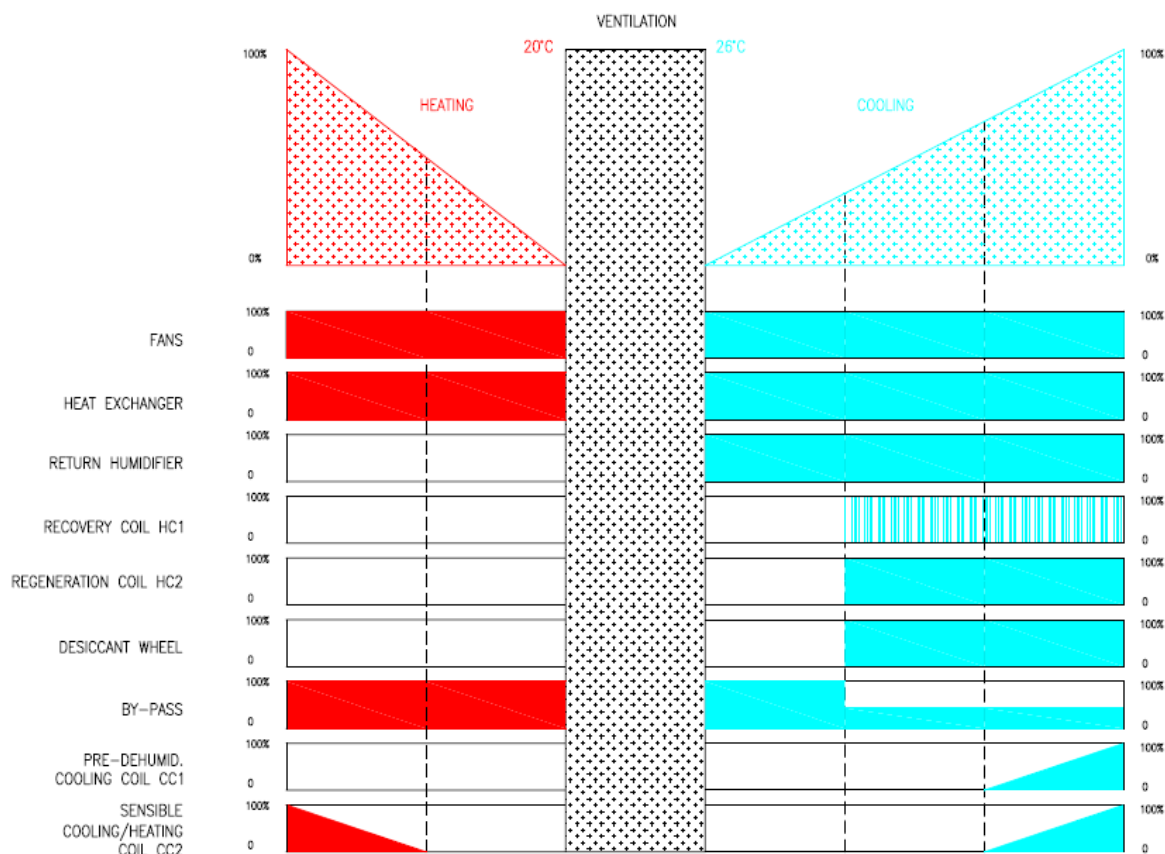 VENTILATION
20°C
26°C
100%
100%
HEATING
COOLING
0%
0%
100%
100%
FANS
0
0
100%
100%
HEAT EXCHANGER
0
0
100%
100%
RETURN HUMIDIFIER
0
0
100%
100%
RECOVERY COIL HC1
0
0
100%
100%
REGENERATION COIL HC2
0
0
100%
100%
DESICCANT WHEEL
0
0
100%
100%
BY-PASS
0
0
100%
100%
PRE-DEHUMID.
COOLING COIL CC1
0
0
100%
100%
SENSIBLE
COOLING/HEATING
COIL CC2
0
0